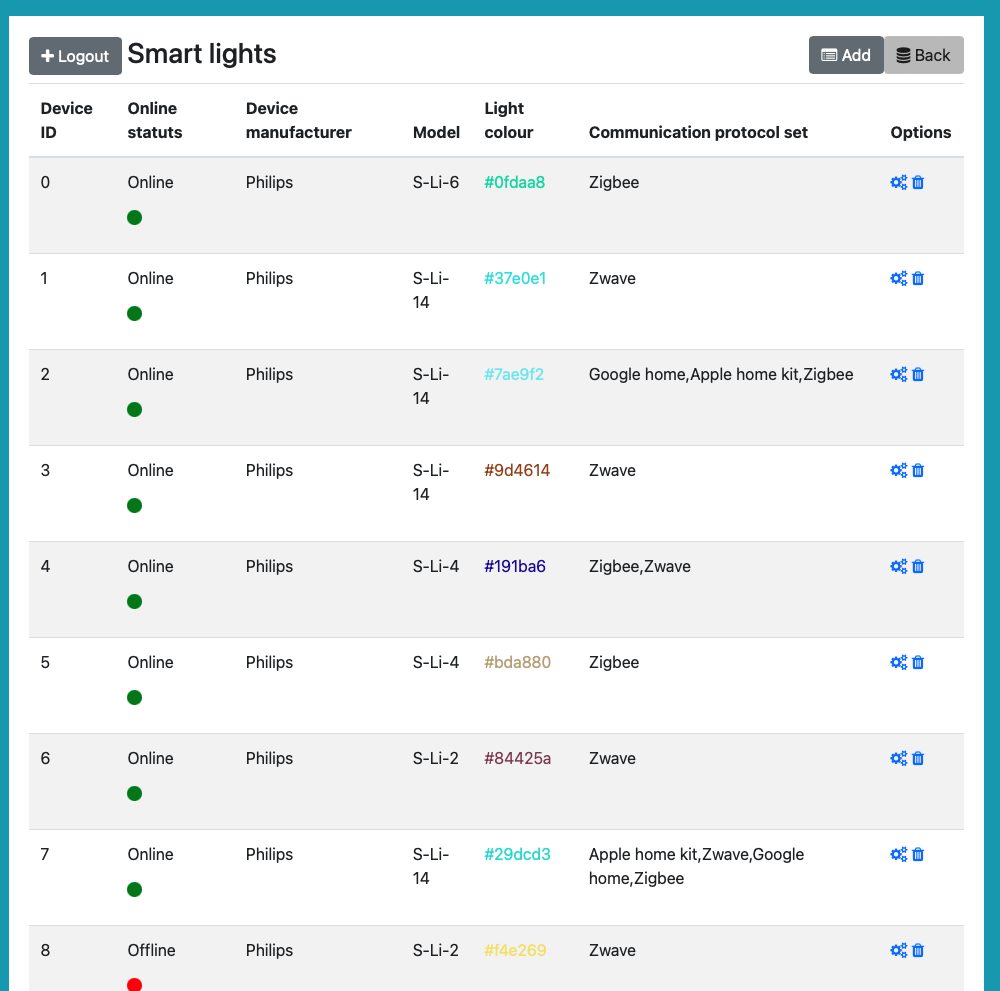 Logout Smart lights Add Back
Device ID Online statuts Device manufacturer Model Light colour Communication protocol set Options
0 Online Philips S-Li-6 #0fdaa8 Zigbee
1 Online Philips S-Li-14 #37e0e1 Zwave
2 Online Philips S-Li-14 #7ae9f2 Google home,Apple home kit,Zigbee
3 Online Philips S-Li-14 #9d4614 Zwave
4 Online Philips S-Li-4 #191ba6 Zigbee,Zwave
5 Online Philips S-Li-4 #bda880 Zigbee
6 Online Philips S-Li-2 #84425a Zwave
7 Online Philips S-Li-14 #29dcd3 Apple home kit,Zwave,Google home,Zigbee
8 Offline Philips S-Li-2 #f4e269 Zwave